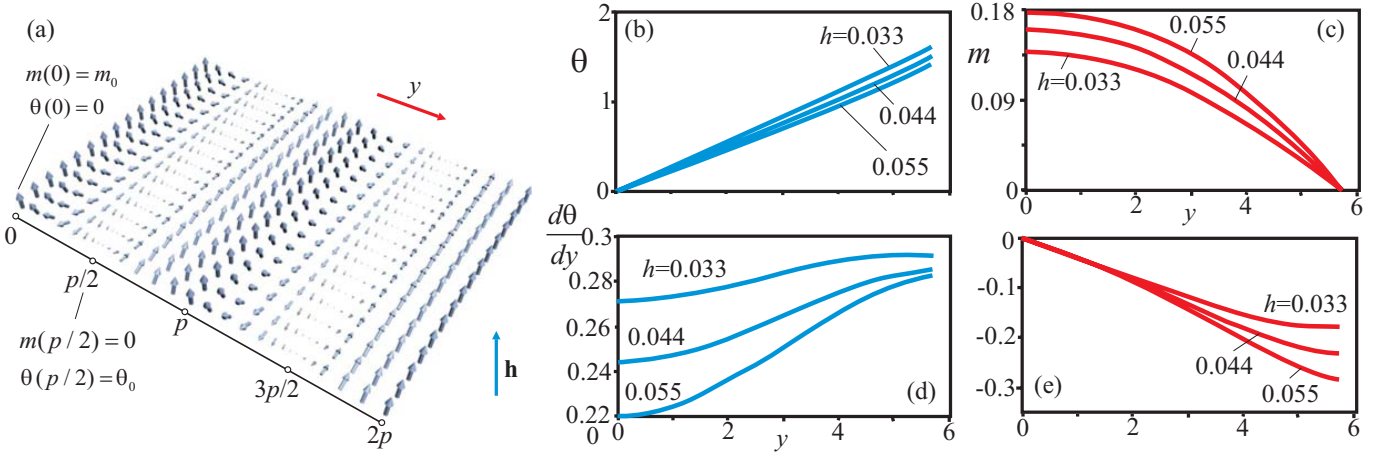 (a)
m(0) = m₀
θ(0) = 0
y
0
p/2
p
3p/2
2p
m(p/2) = 0
θ(p/2) = θ₀
h
2
(b)
h=0.033
θ
1
0.044
0.055
0
0.18
0.055
(c)
m
0.044
0.09
h=0.033
0
0 2 y 4 6
dθ
dy
0.3
h=0.033
0.28
0.26
0.044
0.24
0.055
(d)
0.22
0
0 2 y 4 6
0
-0.1
h=0.033
-0.2
0.044
0.055
-0.3
(e)
0 2 y 4 6